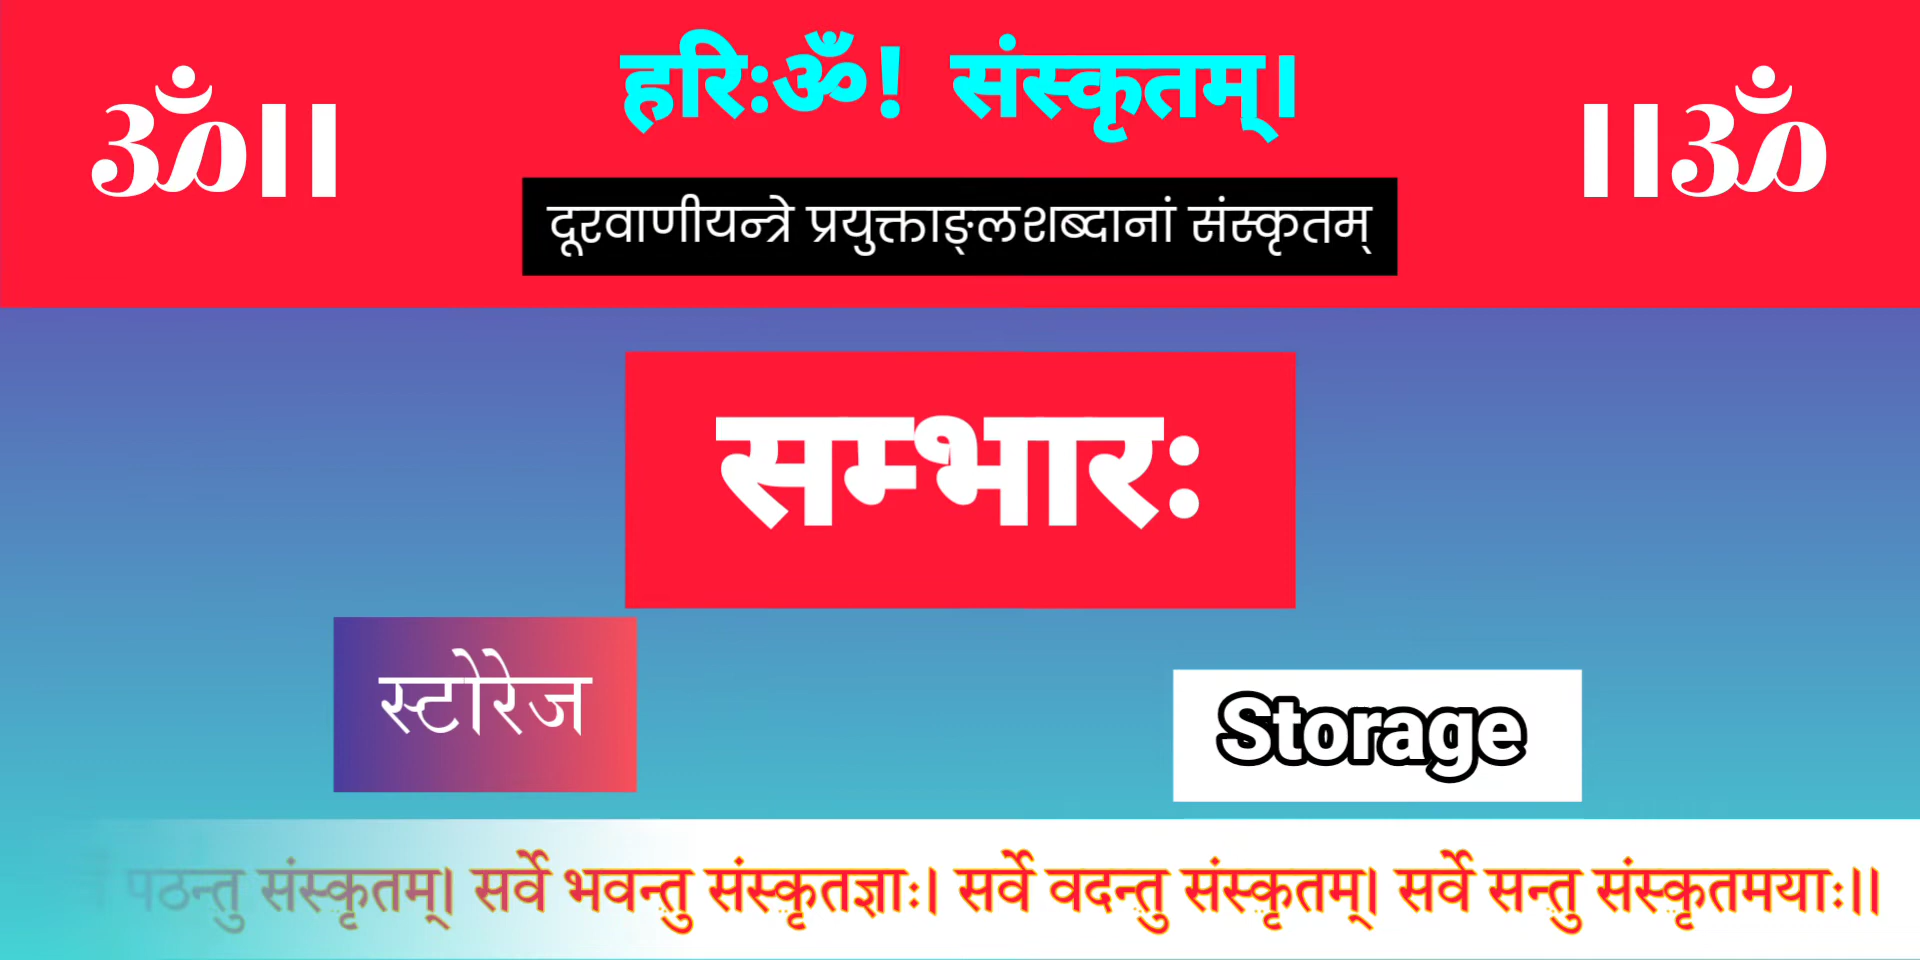 हरिःॐ! संस्कृतम्।
ॐ।। ।।ॐ
दूरवाणीयन्त्रे प्रयुक्ताङ्लशब्दानां संस्कृतम्
सम्भारः
स्टोरेज
Storage
पठन्तु संस्कृतम्। सर्वे भवन्तु संस्कृतज्ञाः। सर्वे वदन्तु संस्कृतम्। सर्वे सन्तु संस्कृतमयाः।।